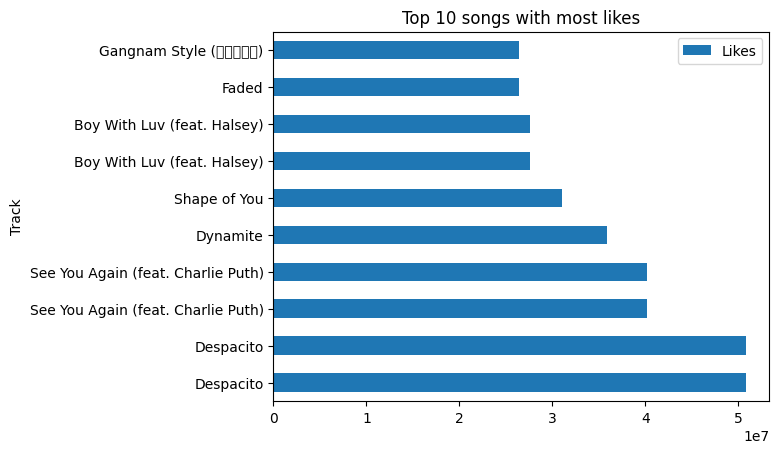 Top 10 songs with most likes
Likes
Gangnam Style (▯▯▯▯▯)
Faded
Boy With Luv (feat. Halsey)
Boy With Luv (feat. Halsey)
Shape of You
Dynamite
See You Again (feat. Charlie Puth)
See You Again (feat. Charlie Puth)
Despacito
Despacito
Track
0 1 2 3 4 5
1e7